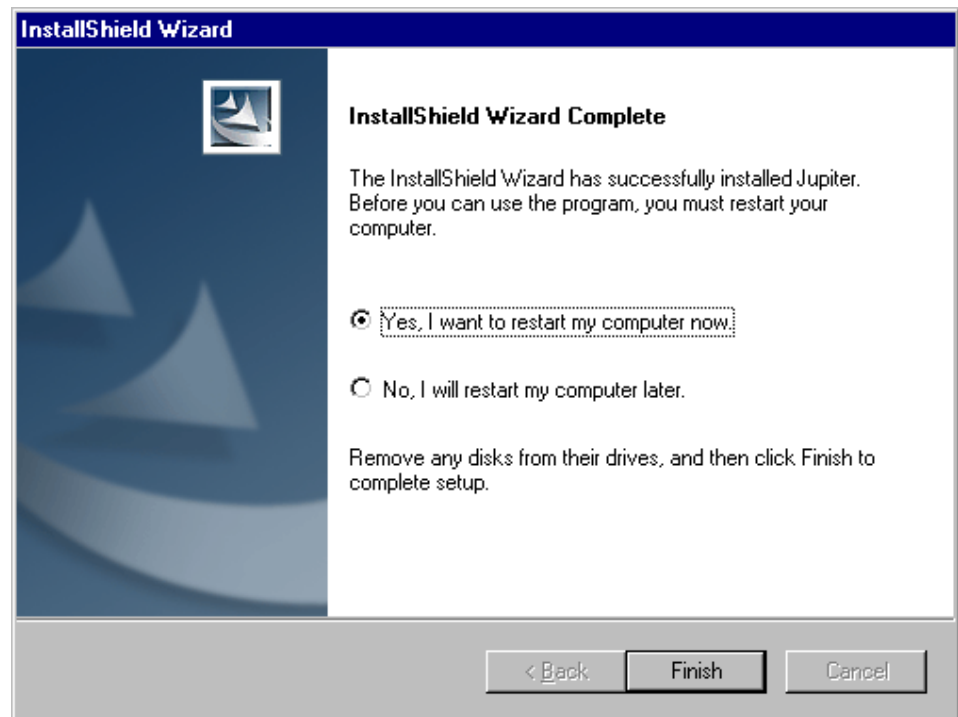 InstallShield Wizard
InstallShield Wizard Complete
The InstallShield Wizard has successfully installed Jupiter.
Before you can use the program, you must restart your
computer.
Yes, I want to restart my computer now.
No, I will restart my computer later.
Remove any disks from their drives, and then click Finish to
complete setup.
< Back Finish Cancel